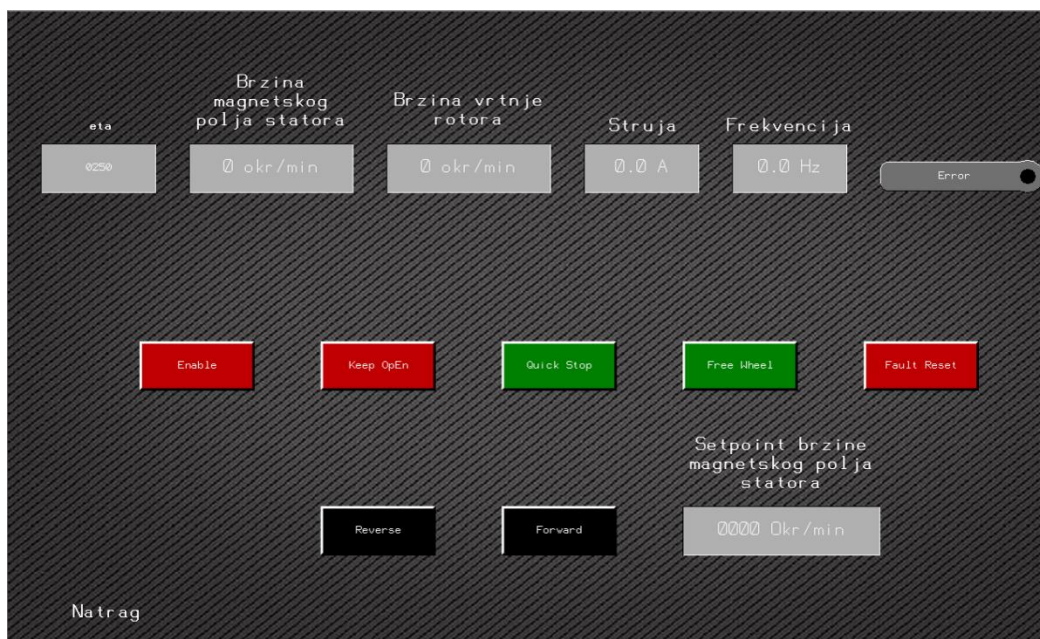 eta
Brzina
magnetskog
polja statora
Brzina vrtnje
rotora
Struja
Frekvencija
0250
0 okr/min
0 okr/min
0.0 A
0.0 Hz
Error
Enable
Keep OpEn
Quick Stop
Free Wheel
Fault Reset
Setpoint brzine
magnetskog polja
statora
Reverse
Forward
0000 Okr/min
Natrag